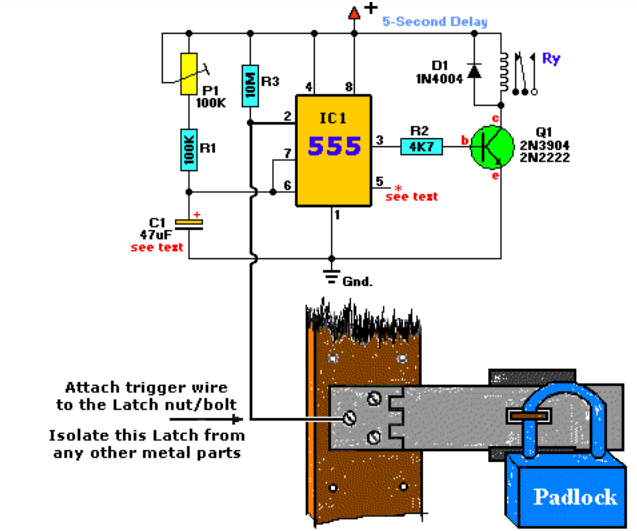 +
5-Second Delay
D1
1N4004
Ry
P1
100K
10M
R3
4
8
IC1
555
2
7
6
3
5
1
R2
4K7
b
c
e
Q1
2N3904
2N2222
100K
R1
*
see text
+
C1
47uF
see text
Gnd.
Attach trigger wire
to the Latch nut/bolt
Isolate this Latch from
any other metal parts
Padlock